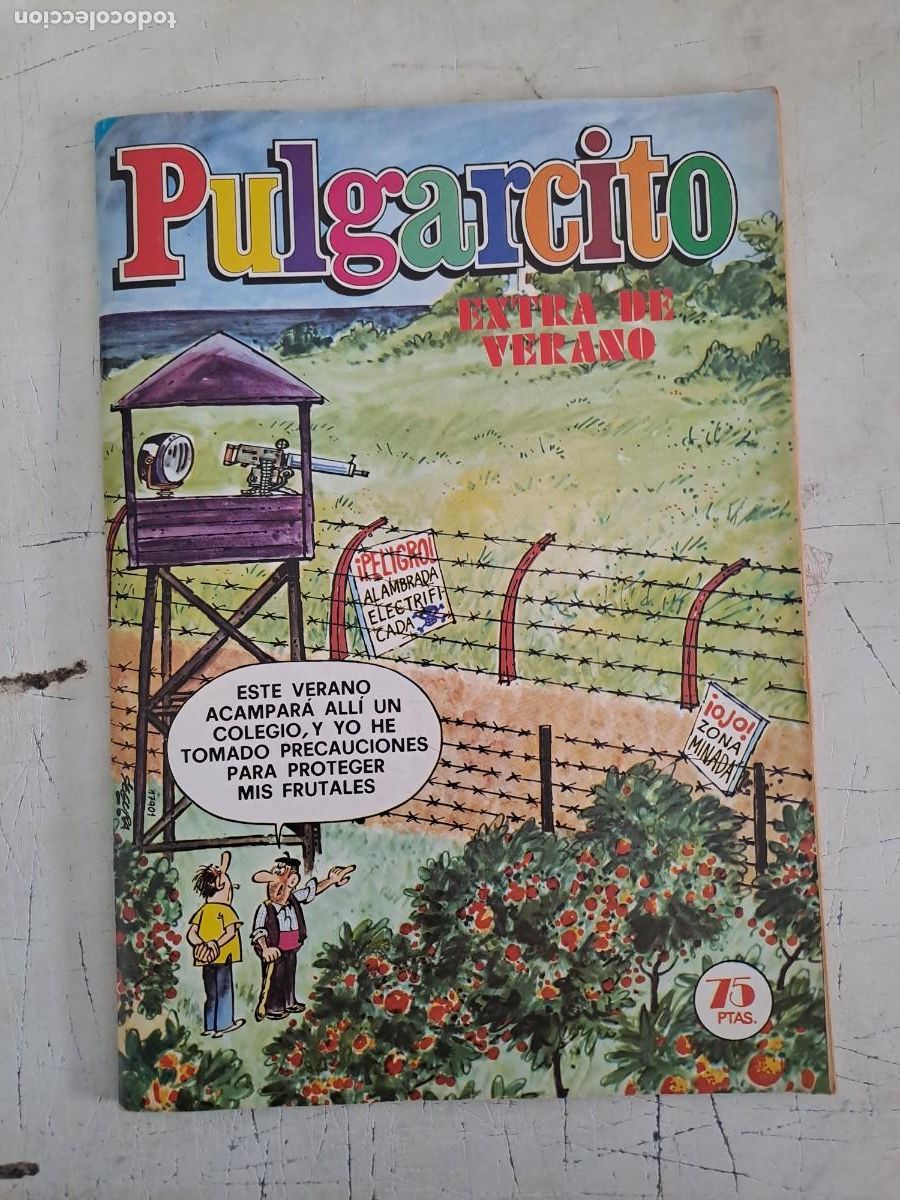 todocoleccion
Pulgarcito
EXTRA DE
VERANO
¡PELIGRO!
ALAMBRADA
ELECTRIFI-
CADA
ESTE VERANO
ACAMPARÁ ALLÍ UN
COLEGIO, Y YO HE
TOMADO PRECAUCIONES
PARA PROTEGER
MIS FRUTALES
¡OJO!
ZONA
MINADA
SEGURA
75
PTAS.